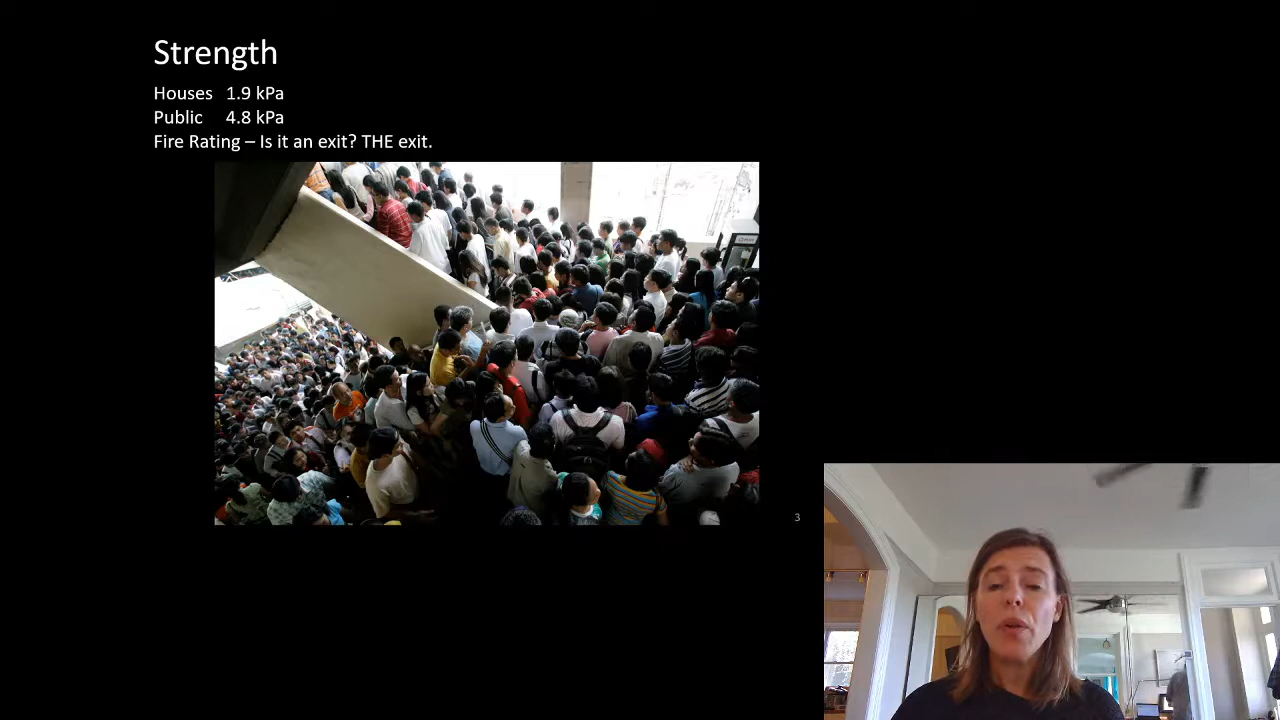 Strength
Houses 1.9 kPa
Public 4.8 kPa
Fire Rating – Is it an exit? THE exit.
3